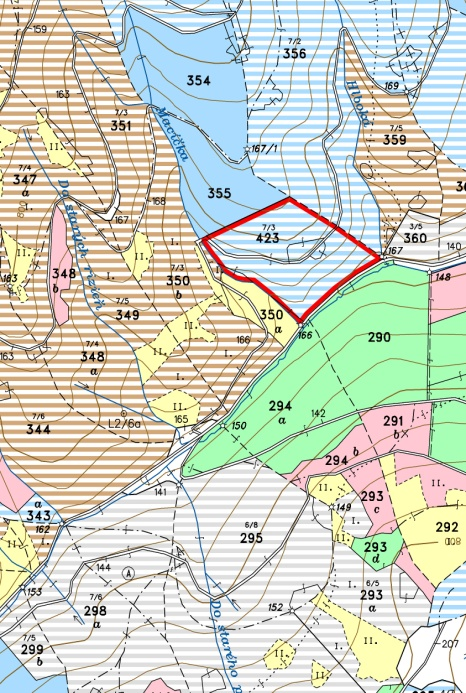 159
7/2
356
354
163
169
Hlboká
7/3
351
Mactička
7/5
359
167/1
II.
7/4
347
a
355
168
3/5
360
7/3
423
167
140
167
Do starých rizień
348
b
I.
II.
7/3
350
b
163
II.
148
7/5
349
350
a
166
290
II.
7/4
348
a
166
I.
294
a
142
II.
165
L2/6a
150
291
b
7/6
344
294
b
141
II.
293
c
II.
a
343
162
I.
II.
6/8
295
149
I.
292
293
d
144
A
153
7/6
298
a
152
6/5
293
a
I.
Do starého
II.
II.
207
7/5
299
b
II.